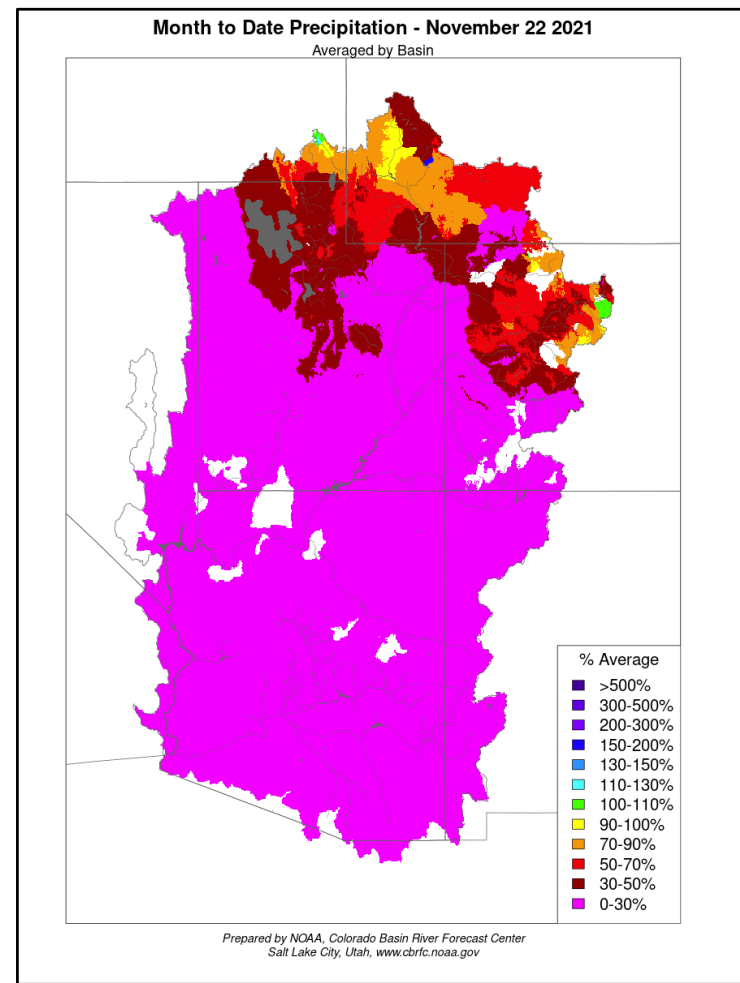 Month to Date Precipitation - November 22 2021
Averaged by Basin
% Average
>500%
300-500%
200-300%
150-200%
130-150%
110-130%
100-110%
90-100%
70-90%
50-70%
30-50%
0-30%
Prepared by NOAA, Colorado Basin River Forecast Center
Salt Lake City, Utah, www.cbrfc.noaa.gov